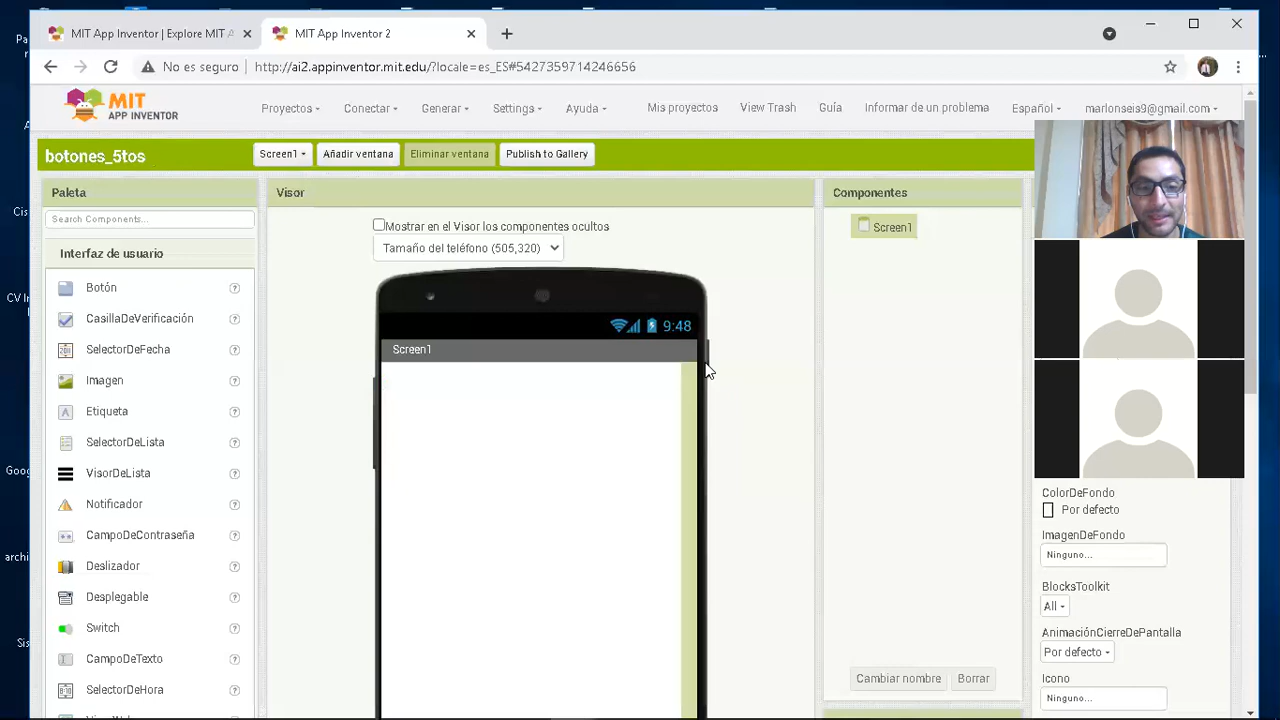 MIT App Inventor | Explore MIT A
MIT App Inventor 2
No es seguro
http://ai2.appinventor.mit.edu/?locale=es_ES#5427339714246656
MIT
APP INVENTOR
Proyectos
Conectar
Generar
Settings
Ayuda
Mis proyectos
View Trash
Guía
Informar de un problema
Español
marlonseis9@gmail.com
botones_5tos
Screen1
Añadir ventana
Eliminar ventana
Publish to Gallery
Paleta
Visor
Componentes
Search Components...
Mostrar en el Visor los componentes ocultos
Screen1
Tamaño del teléfono (505,320)
Interfaz de usuario
Botón
CasillaDeVerificación
SelectorDeFecha
Imagen
Etiqueta
SelectorDeLista
VisorDeLista
Notificador
CampoDeContraseña
Deslizador
Desplegable
Switch
CampoDeTexto
SelectorDeHora
9:48
Screen1
Cambiar nombre
Borrar
ColorDeFondo
Por defecto
ImagenDeFondo
Ninguno...
BlocksToolkit
All
AnimaciónCierreDePantalla
Por defecto
Icono
Ninguno...